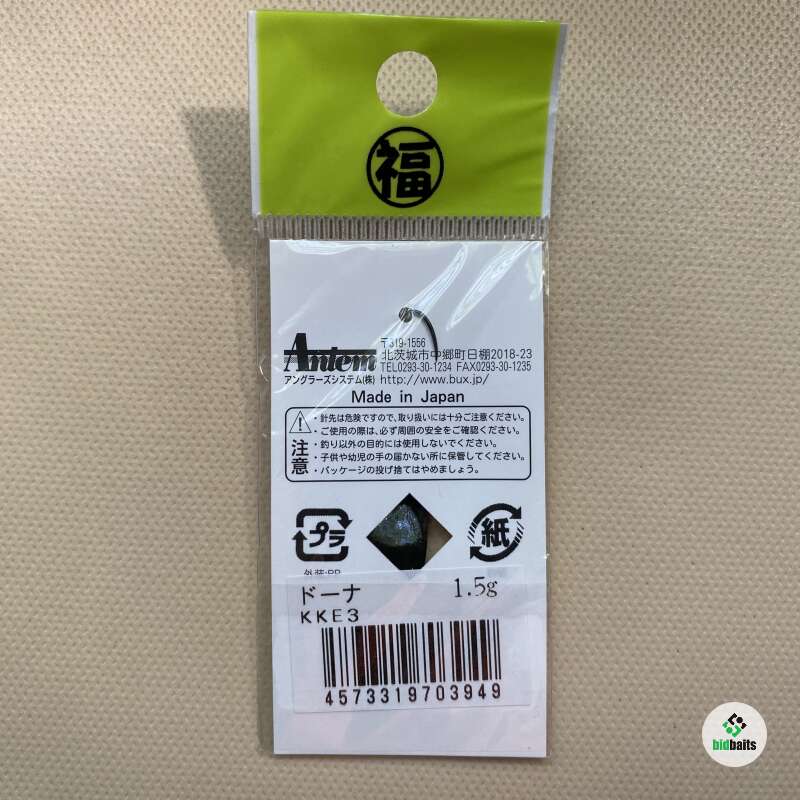 福
Antem
アングラーズシステム(株)
〒319-1556
北茨城市中郷町日棚2018-23
TEL0293-30-1234 FAX0293-30-1235
http://www.bux.jp/
Made in Japan
注意
・針先は危険ですので、取り扱いには十分ご注意ください。
・ご使用の際は、必ず周囲の安全をご確認ください。
・釣り以外の目的には使用しないでください。
・子供や幼児の手の届かない所に保管してください。
・パッケージの投げ捨てはやめましょう。
プラ
紙
外装:PP
ドーナ 1.5g
KKE3
4573319703949
bidbaits